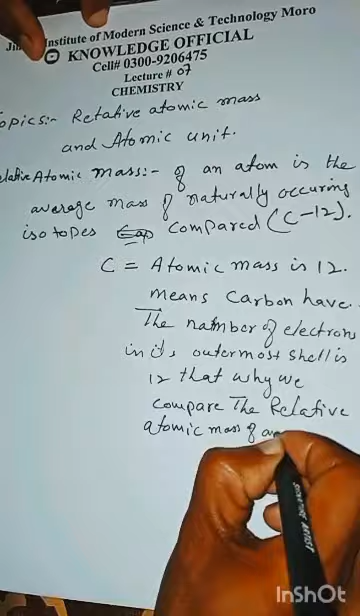 Institute of Modern Science & Technology Moro
KNOWLEDGE OFFICIAL
Cell# 0300-9206475
Lecture # 07
CHEMISTRY
opics:- Retative atomic mass
and Atomic unit.
elative Atomic mass:- of an atom is the
average mass of naturally occuring
isotopes compared (C-12).
C = Atomic mass is 12.
means Carbon have.
The number of electrons
in it's outermost shell is
12 that why we
compare The Relative
atomic mass of
InShOt